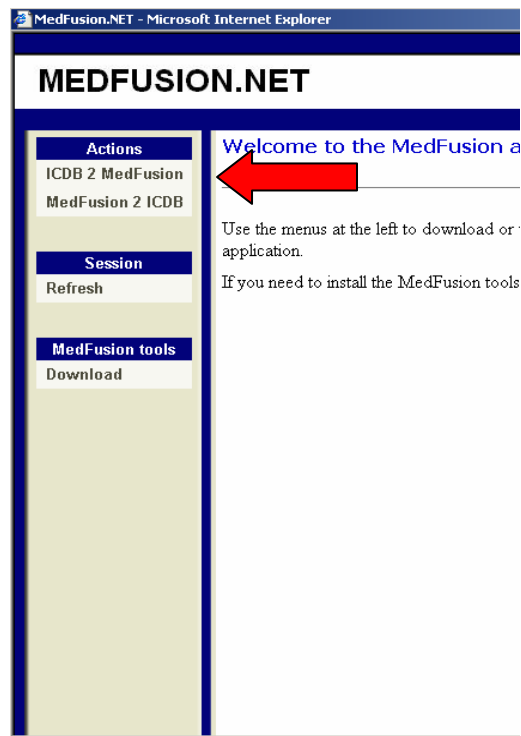 MedFusion.NET - Microsoft Internet Explorer
MEDFUSION.NET
Actions
ICDB 2 MedFusion
MedFusion 2 ICDB
Session
Refresh
MedFusion tools
Download
Welcome to the MedFusion a
Use the menus at the left to download or
application.
If you need to install the MedFusion tools